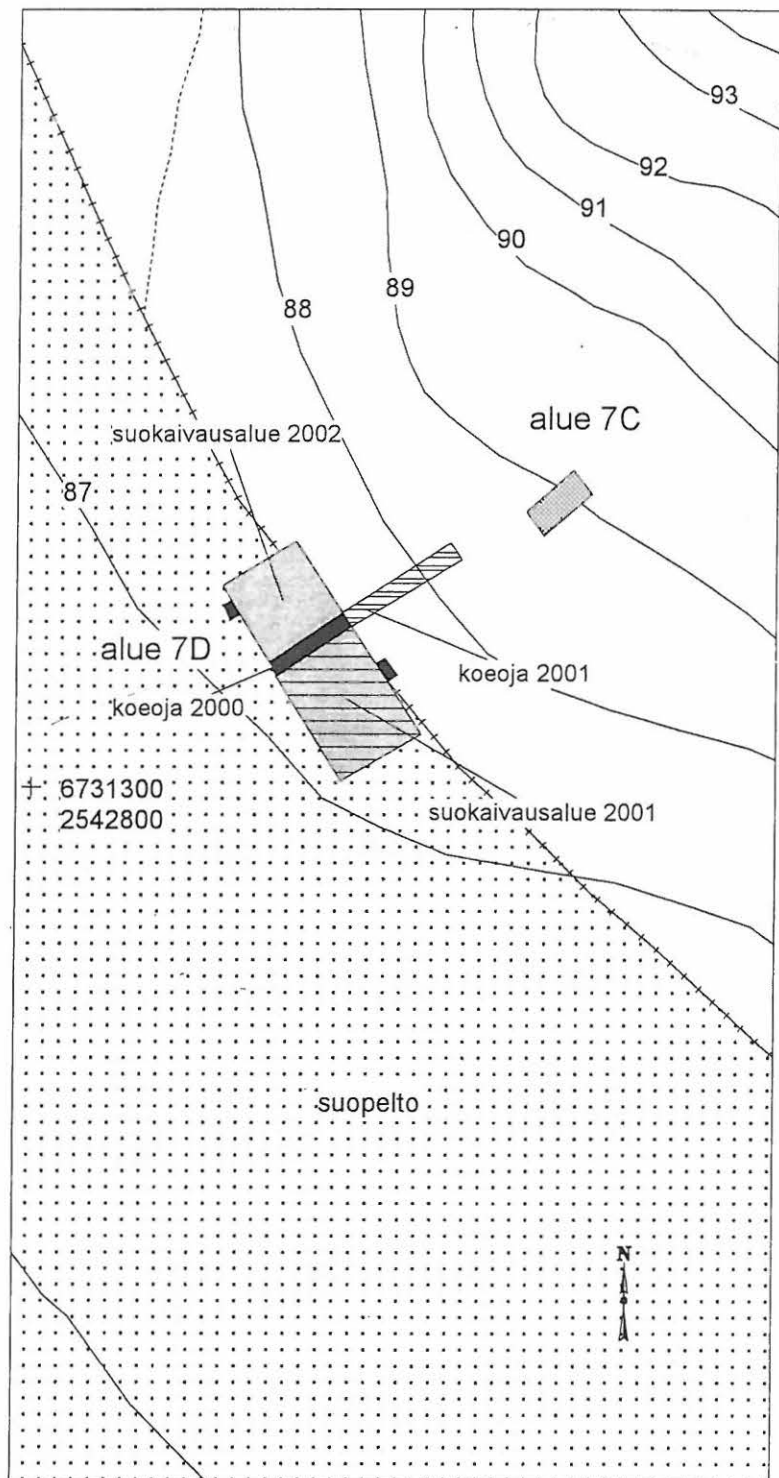 93
92
91
90
89
88
alue 7C
suokaivausalue 2002
87
alue 7D
koeoja 2001
koeoja 2000
6731300
2542800
suokaivausalue 2001
suopelto
N